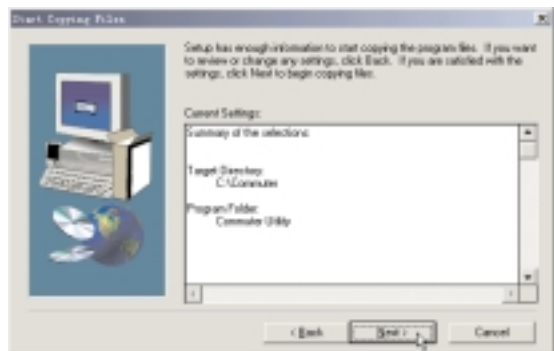 Start Copying Files
Setup has enough information to start copying the program files. If you want
to review or change any settings, click Back. If you are satisfied with the
settings, click Next to begin copying files.
Current Settings:
Summary of the selections:
Target Directory:
C:\Commuter
Program Folder:
Commuter Utility
< Back
Next >
Cancel